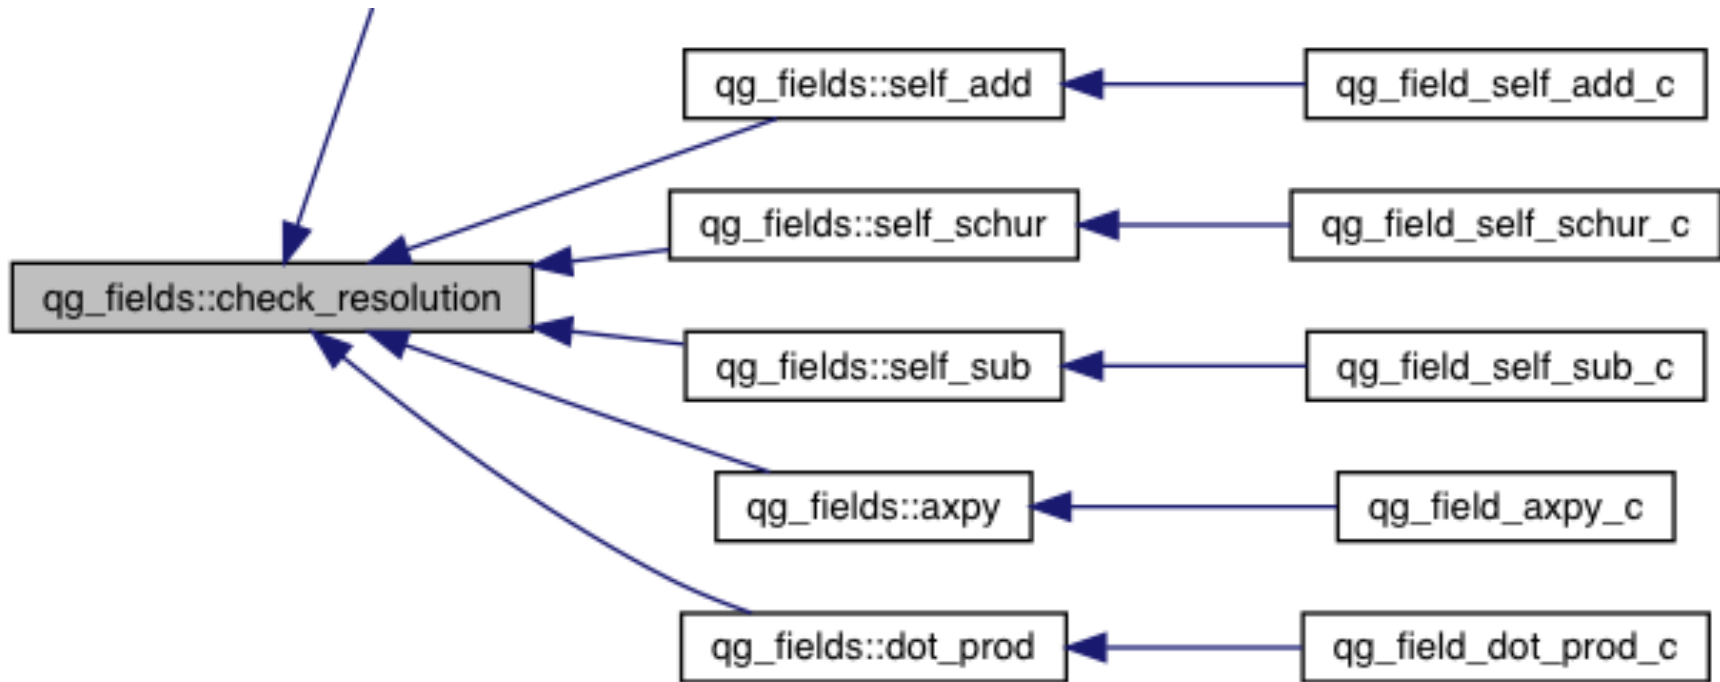 qg_fields::self_add
qg_field_self_add_c
qg_fields::self_schur
qg_field_self_schur_c
qg_fields::check_resolution
qg_fields::self_sub
qg_field_self_sub_c
qg_fields::axpy
qg_field_axpy_c
qg_fields::dot_prod
qg_field_dot_prod_c